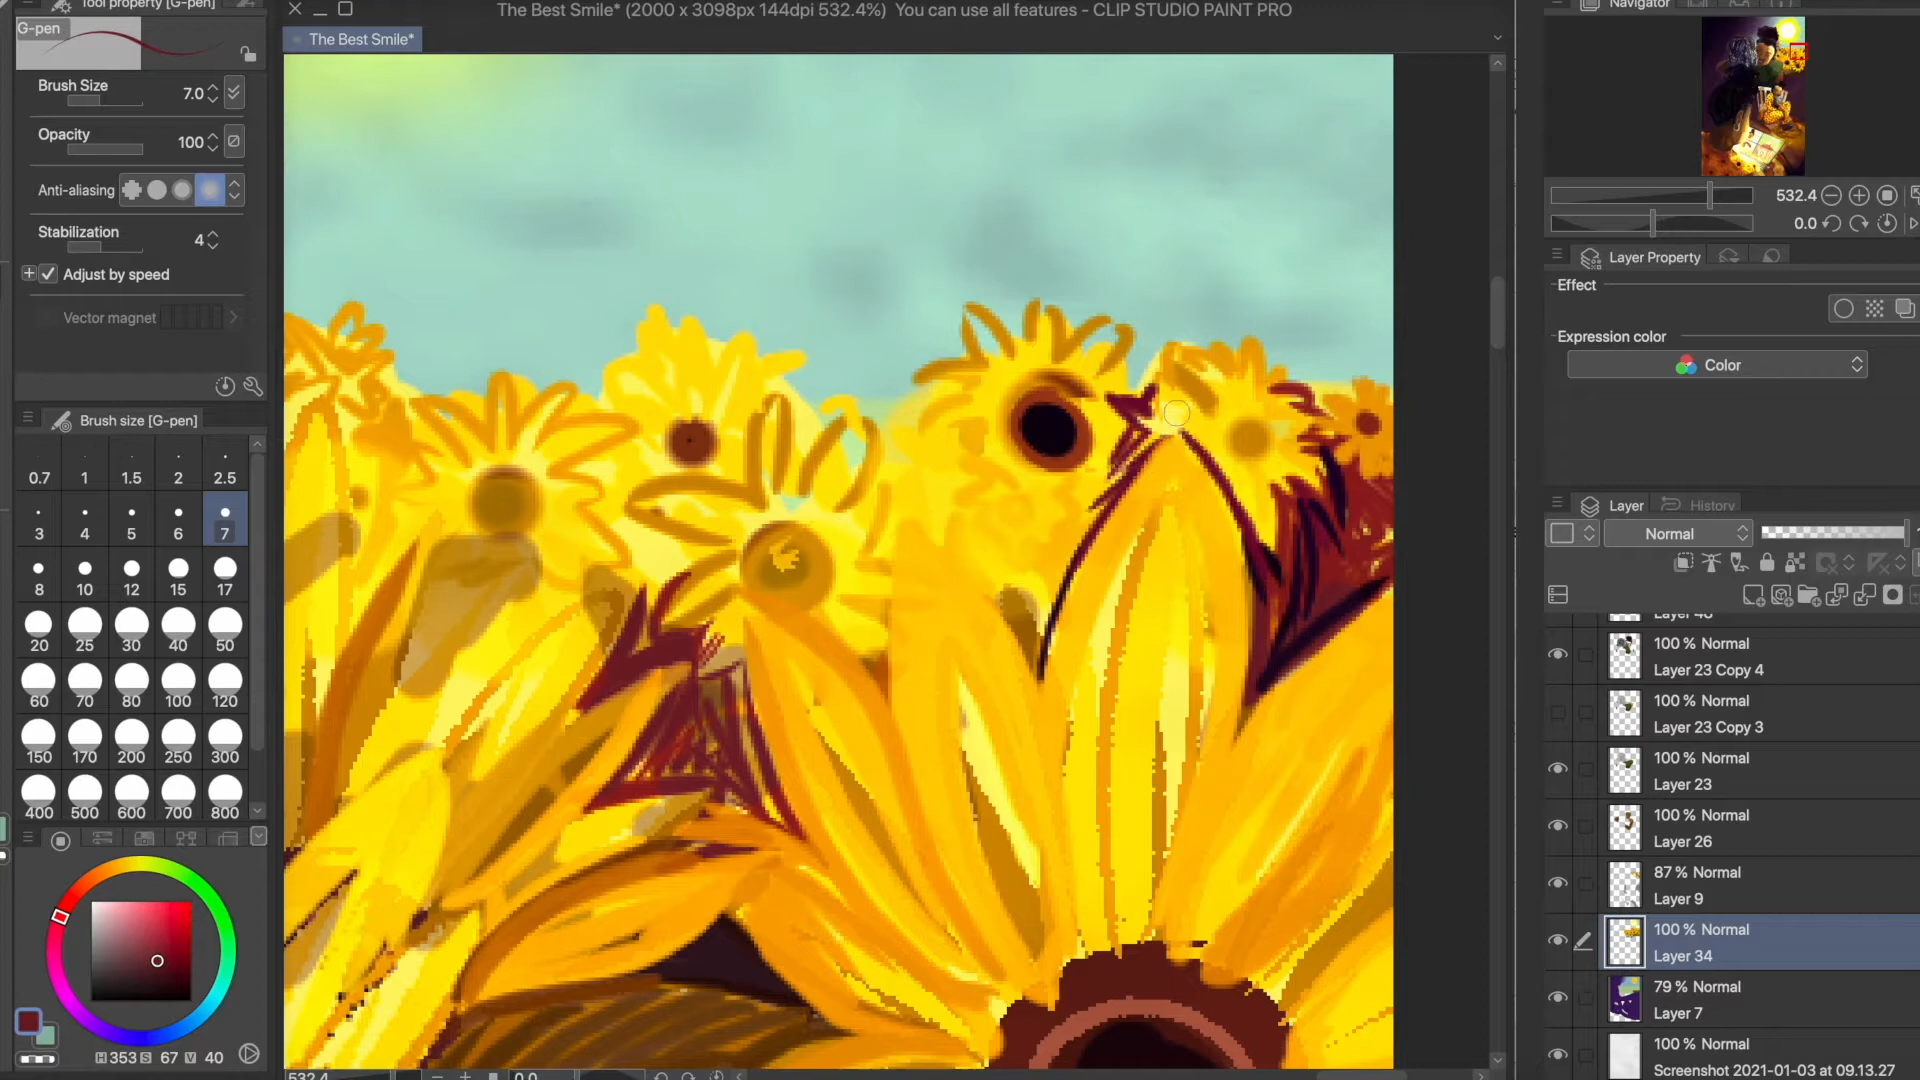 Tool property [G-pen]
G-pen
Brush Size
7.0
Opacity
100
Anti-aliasing
Stabilization
4
Adjust by speed
Vector magnet
Brush size [G-pen]
0.7 1 1.5 2 2.5
3 4 5 6 7
8 10 12 15 17
20 25 30 40 50
60 70 80 100 120
150 170 200 250 300
400 500 600 700 800
H 353 S 67 V 40
The Best Smile* (2000 x 3098px 144dpi 532.4%) You can use all features - CLIP STUDIO PAINT PRO
The Best Smile*
532.4
0.0
Navigator
532.4
0.0
Layer Property
Effect
Expression color
Color
Layer History
Normal
100 % Normal
Layer 23 Copy 4
100 % Normal
Layer 23 Copy 3
100 % Normal
Layer 23
100 % Normal
Layer 26
87 % Normal
Layer 9
100 % Normal
Layer 34
79 % Normal
Layer 7
100 % Normal
Screenshot 2021-01-03 at 09.13.27